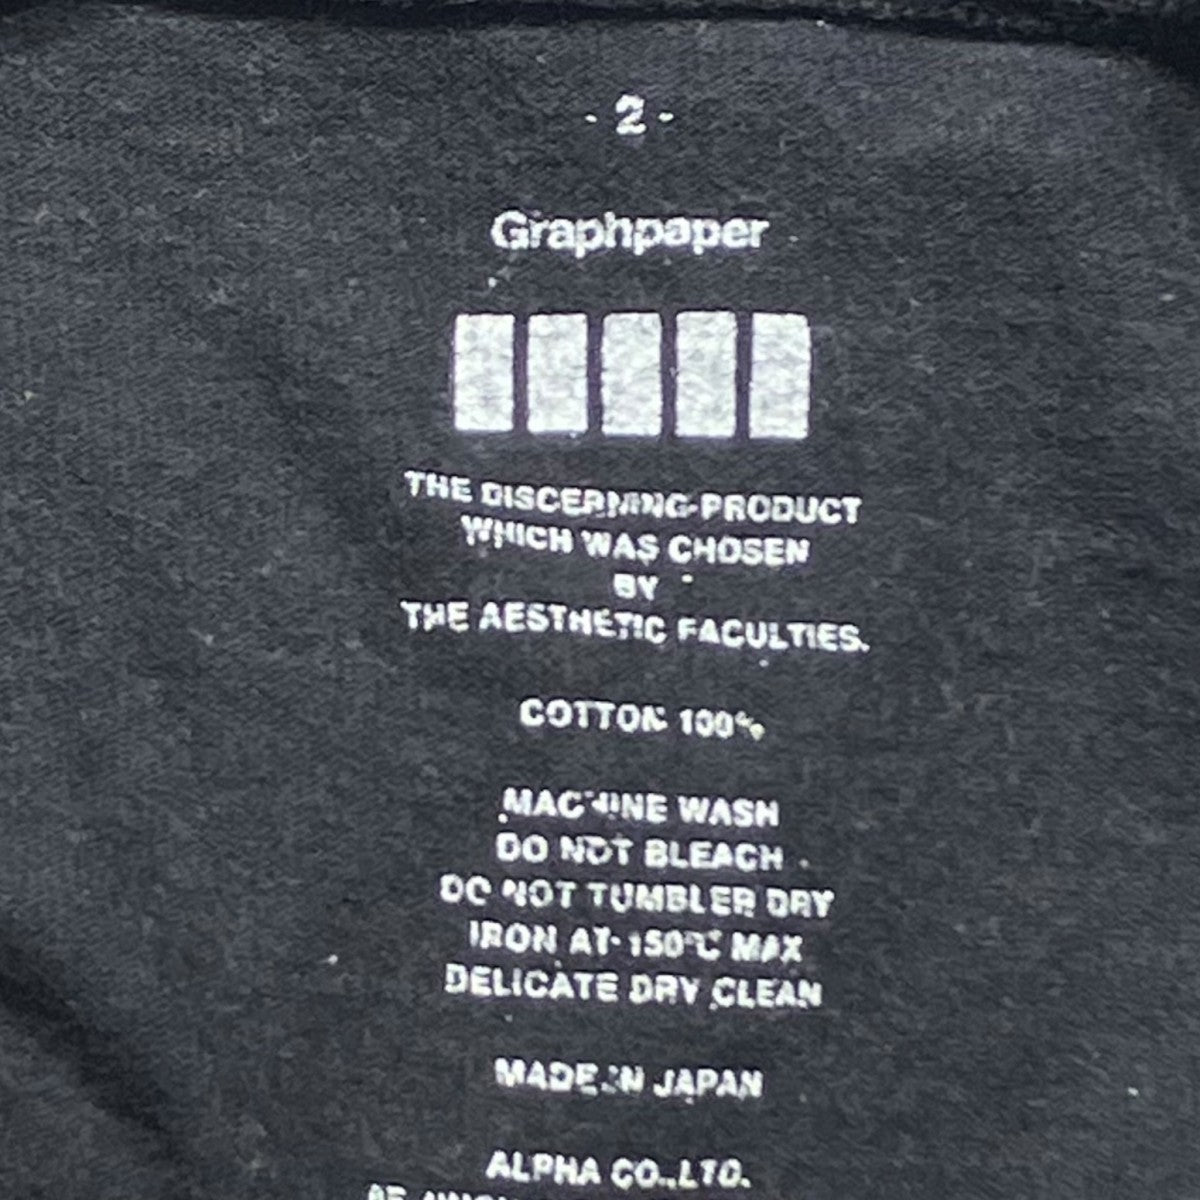 - 2 -
Graphpaper
THE DISCERNING PRODUCT
WHICH WAS CHOSEN
BY
THE AESTHETIC FACULTIES.
COTTON 100%
MACHINE WASH
DO NOT BLEACH
DO NOT TUMBLER DRY
IRON AT 150°C MAX
DELICATE DRY CLEAN
MADE IN JAPAN
ALPHA CO.,LTD.